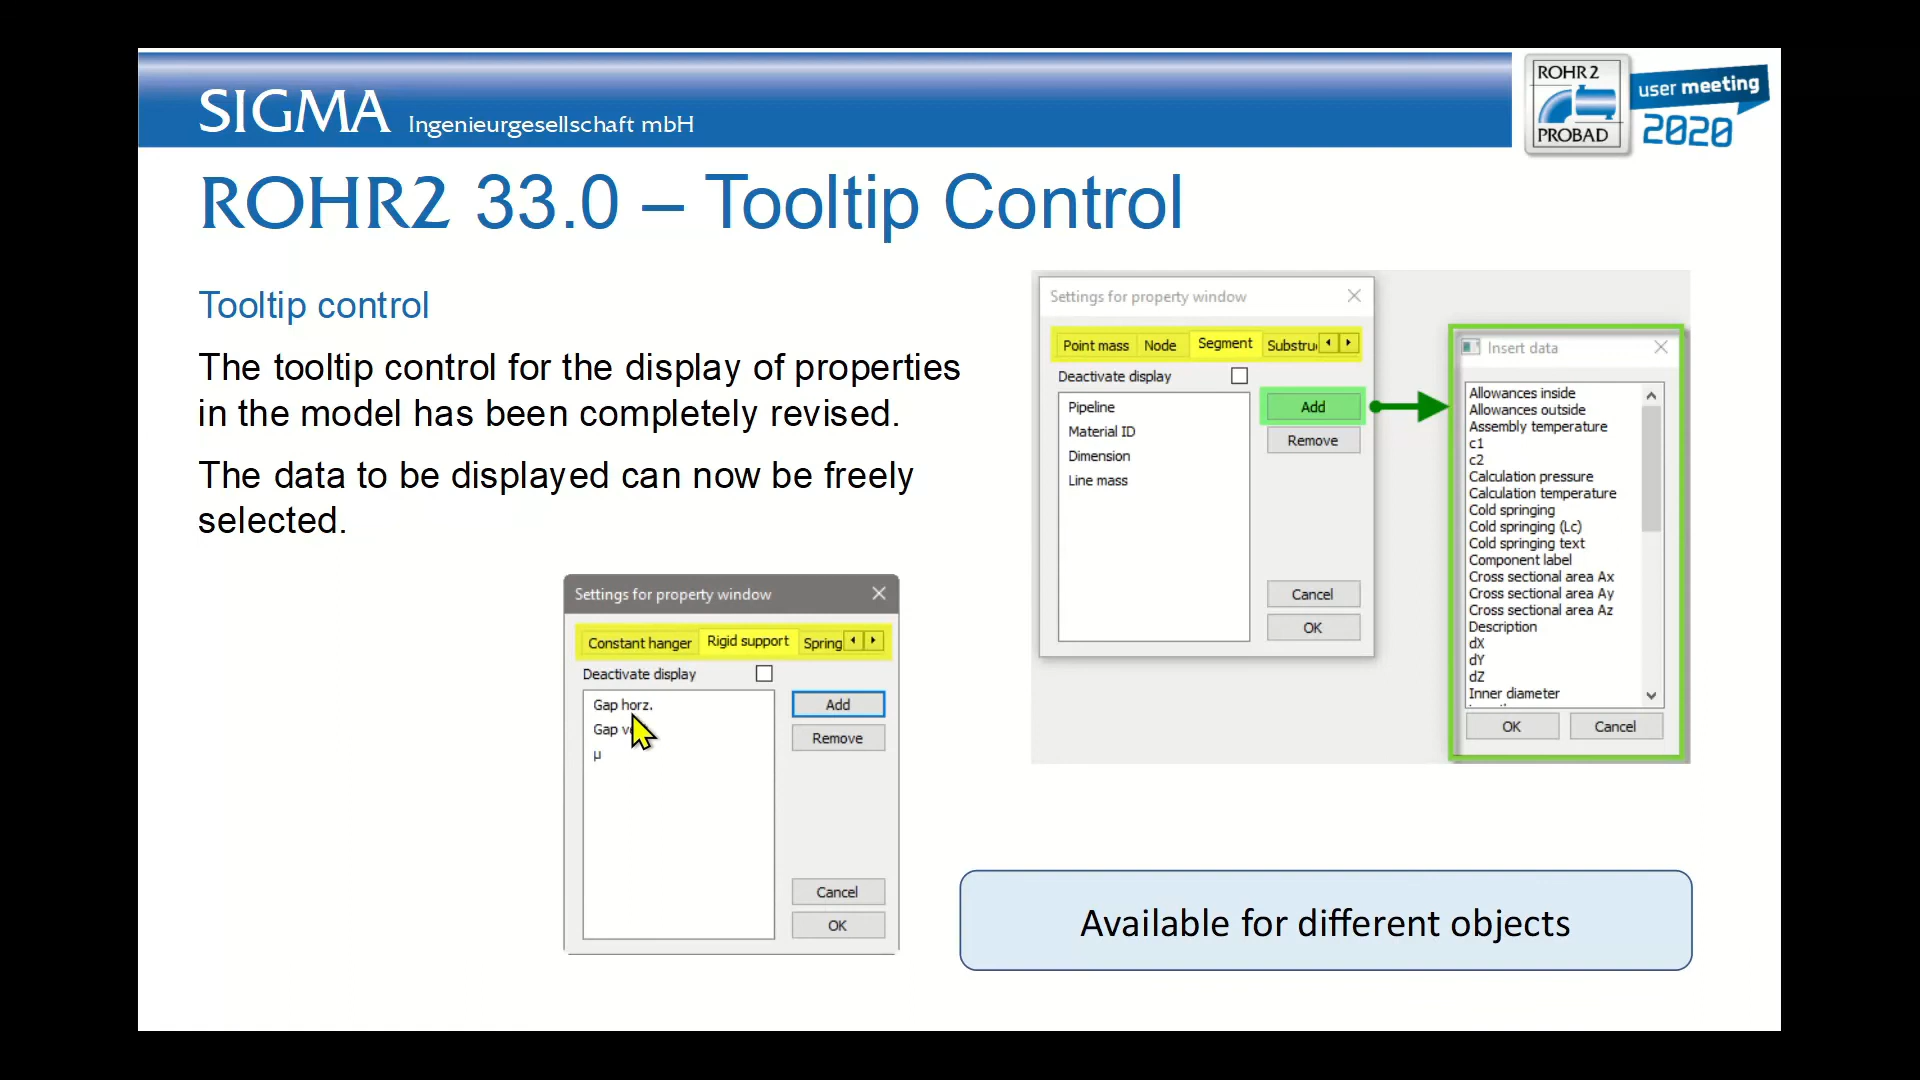 SIGMA Ingenieurgesellschaft mbH
ROHR2
PROBAD
user meeting
2020
ROHR2 33.0 – Tooltip Control
Tooltip control
The tooltip control for the display of properties
in the model has been completely revised.
The data to be displayed can now be freely
selected.
Settings for property window
Point mass Node Segment Substru
Deactivate display
Pipeline
Material ID
Dimension
Line mass
Add
Remove
Cancel
OK
Insert data
Allowances inside
Allowances outside
Assembly temperature
c1
c2
Calculation pressure
Calculation temperature
Cold springing
Cold springing (Lc)
Cold springing text
Component label
Cross sectional area Ax
Cross sectional area Ay
Cross sectional area Az
Description
dX
dY
dZ
Inner diameter
OK Cancel
Settings for property window
Constant hanger Rigid support Spring
Deactivate display
Gap horz.
Gap
µ
Add
Remove
Cancel
OK
Available for different objects